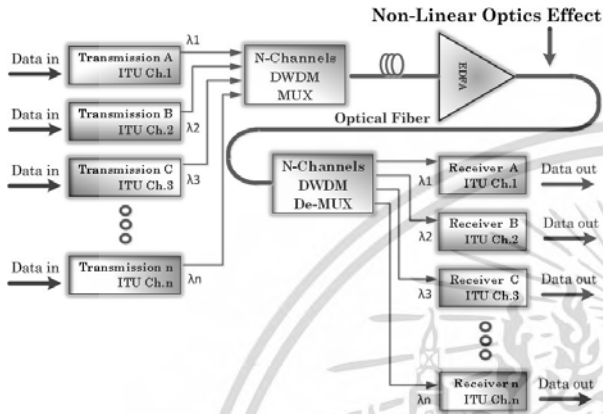 Non-Linear Optics Effect
Data in
Transmission A
ITU Ch.1
λ1
N-Channels
DWDM
MUX
EDFA
Data in
Transmission B
ITU Ch.2
λ2
Optical Fiber
Data in
Transmission C
ITU Ch.3
λ3
Data in
Transmission n
ITU Ch.n
λn
N-Channels
DWDM
De-MUX
λ1
Receiver A
ITU Ch.1
Data out
λ2
Receiver B
ITU Ch.2
Data out
λ3
Receiver C
ITU Ch.3
Data out
λn
Receiver n
ITU Ch.n
Data out